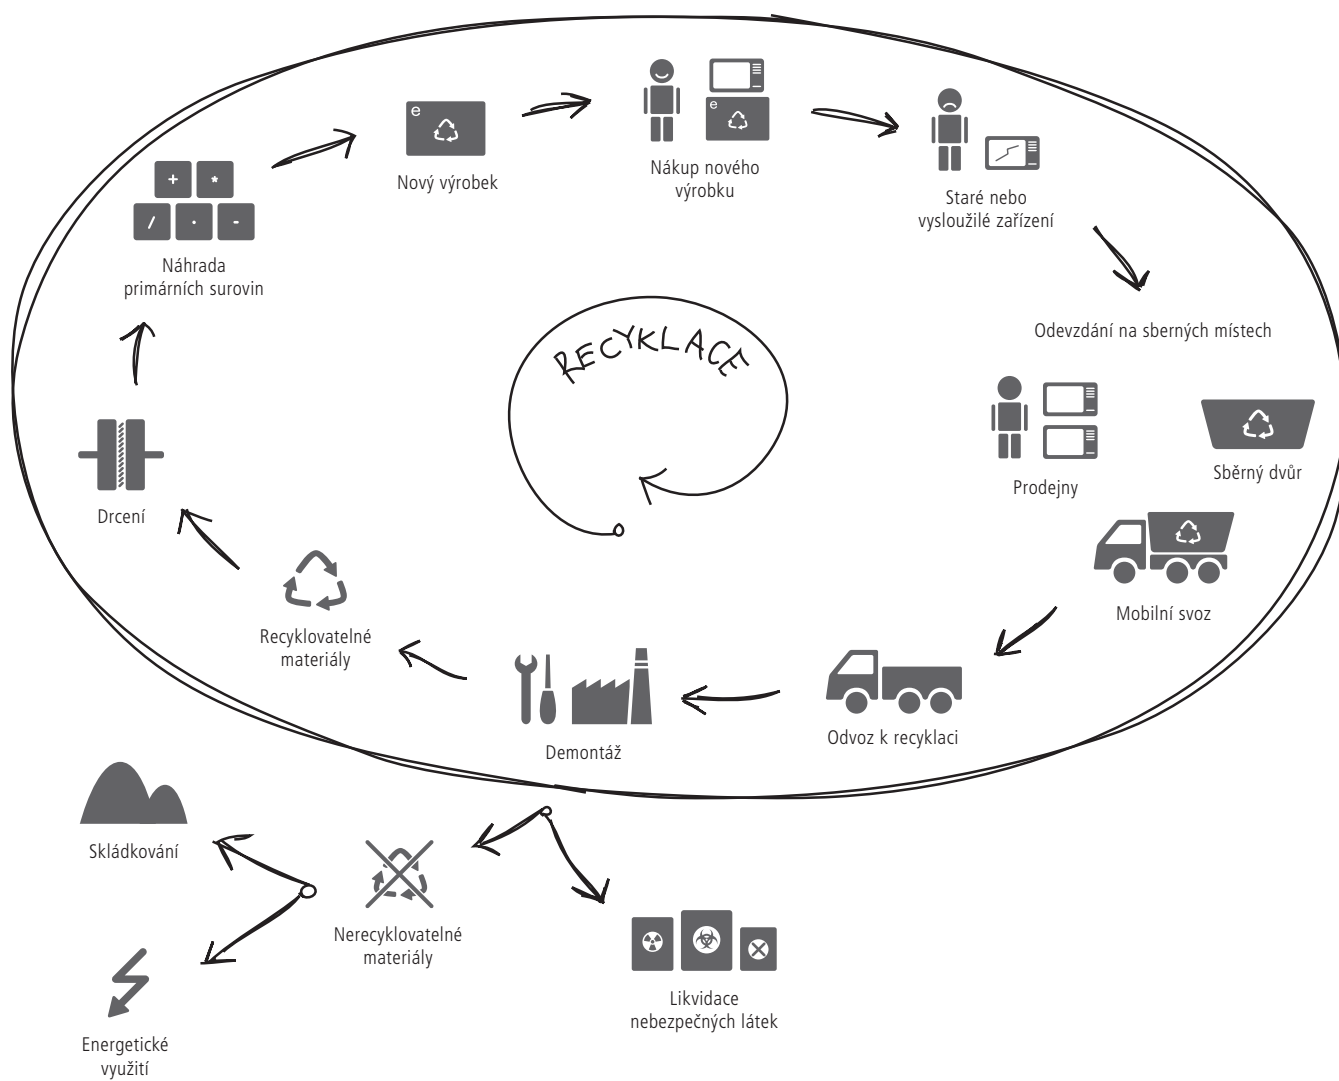 e
Nový výrobek
e
Nákup nového
výrobku
Staré nebo
vysloužilé zařízení
Odevzdání na sberných místech
Prodejny
Sběrný dvůr
Mobilní svoz
Odvoz k recyklaci
Demontáž
Recyklovatelné
materiály
Drcení
Náhrada
primárních surovin
+ *
/ · -
RECYKLACE
Skládkování
Nerecyklovatelné
materiály
Energetické
využití
Likvidace
nebezpečných látek